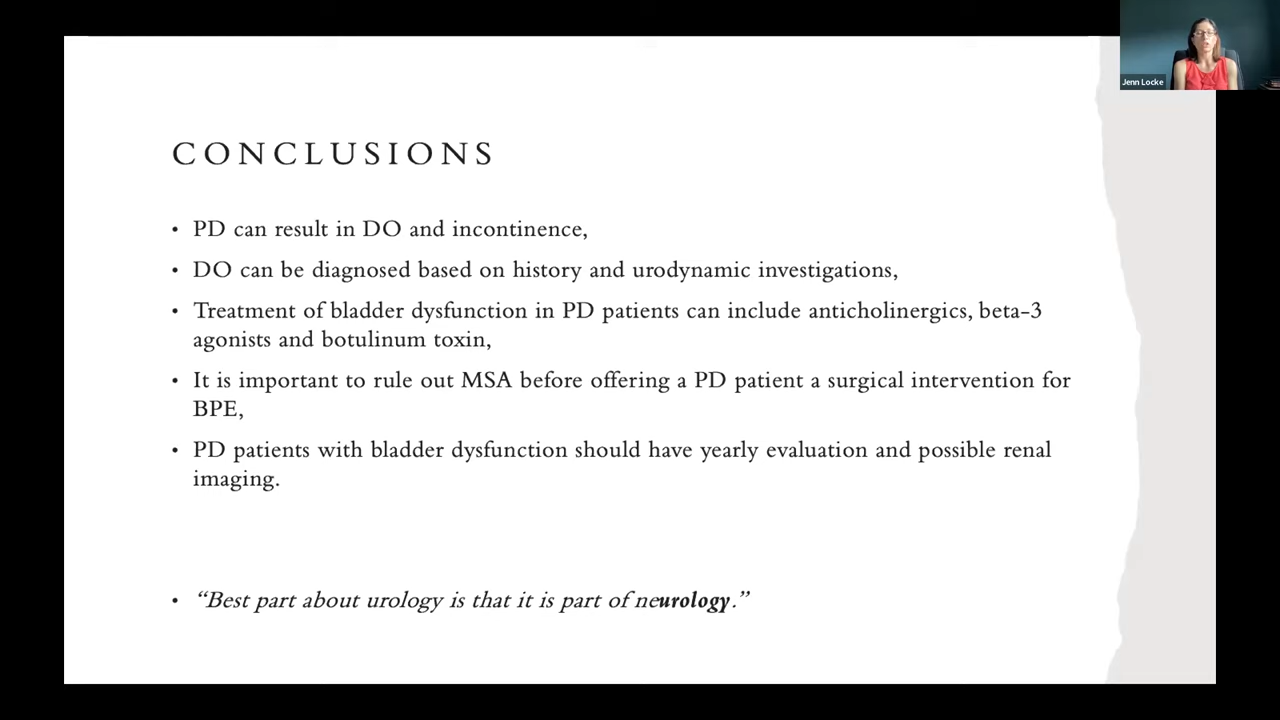 Jenn Locke
CONCLUSIONS
• PD can result in DO and incontinence,
• DO can be diagnosed based on history and urodynamic investigations,
• Treatment of bladder dysfunction in PD patients can include anticholinergics, beta-3
agonists and botulinum toxin,
• It is important to rule out MSA before offering a PD patient a surgical intervention for
BPE,
• PD patients with bladder dysfunction should have yearly evaluation and possible renal
imaging.
• “Best part about urology is that it is part of neurology.”